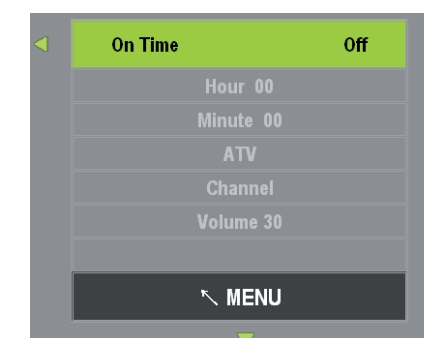 On Time Off
Hour 00
Minute 00
ATV
Channel
Volume 30
MENU